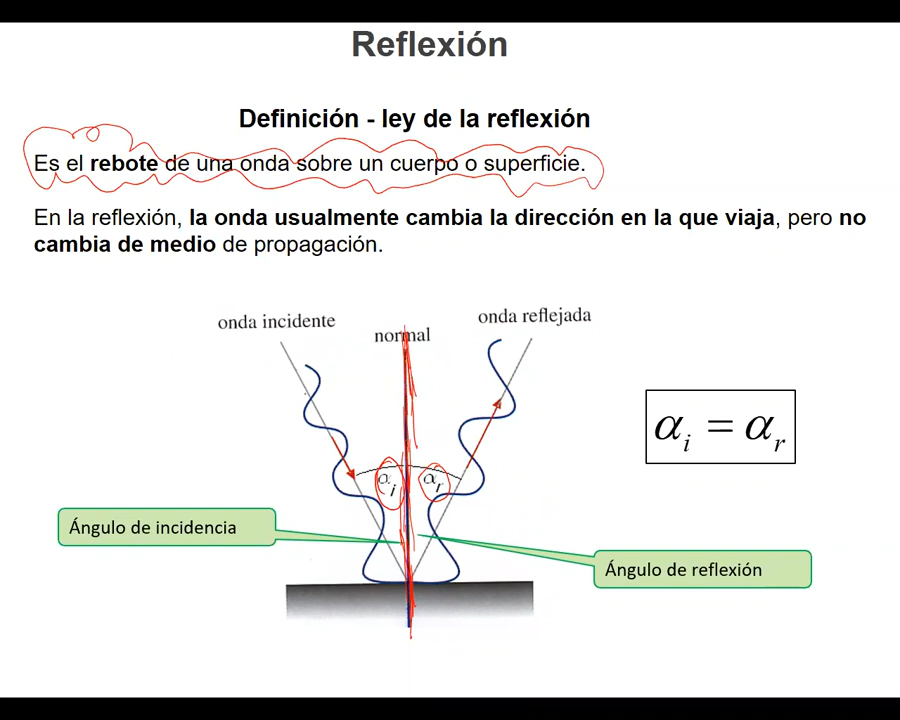 Reflexión
Definición - ley de la reflexión
Es el rebote de una onda sobre un cuerpo o superficie.
En la reflexión, la onda usualmente cambia la dirección en la que viaja, pero no
cambia de medio de propagación.
onda incidente
normal
onda reflejada
αi = αr
αi
αr
Ángulo de incidencia
Ángulo de reflexión